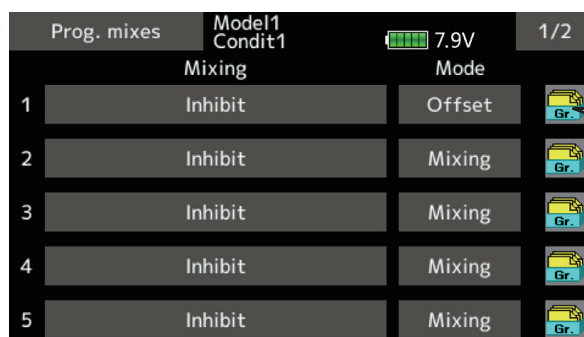 Prog. mixes Model1 Condit1 7.9V 1/2
Mixing Mode
1 Inhibit Offset Gr.
2 Inhibit Mixing Gr.
3 Inhibit Mixing Gr.
4 Inhibit Mixing Gr.
5 Inhibit Mixing Gr.